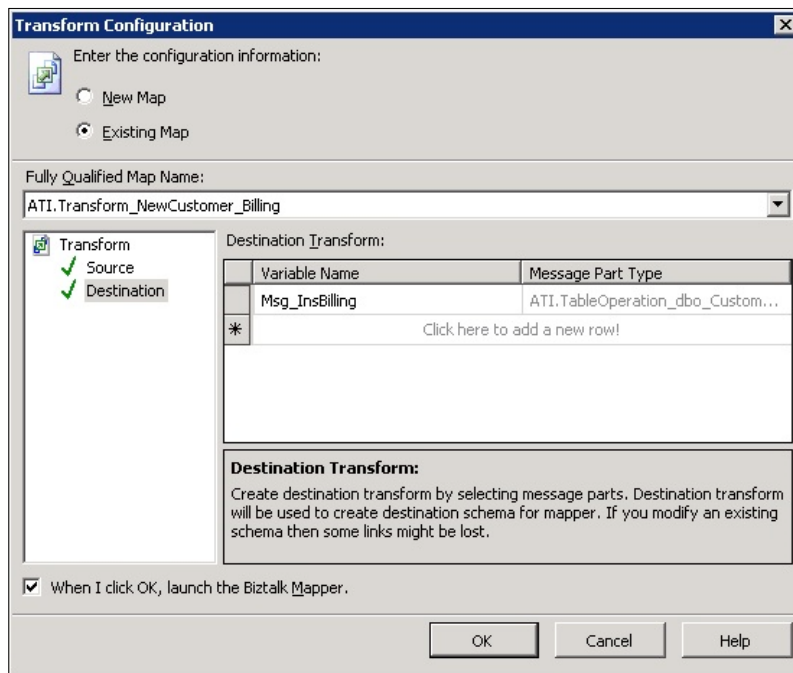 Transform Configuration
Enter the configuration information:
New Map
Existing Map
Fully Qualified Map Name:
ATI.Transform_NewCustomer_Billing
Transform
Source
Destination
Destination Transform:
Variable Name Message Part Type
Msg_InsBilling ATI.TableOperation_dbo_Custom...
Click here to add a new row!
Destination Transform:
Create destination transform by selecting message parts. Destination transform
will be used to create destination schema for mapper. If you modify an existing
schema then some links might be lost.
When I click OK, launch the Biztalk Mapper.
OK Cancel Help